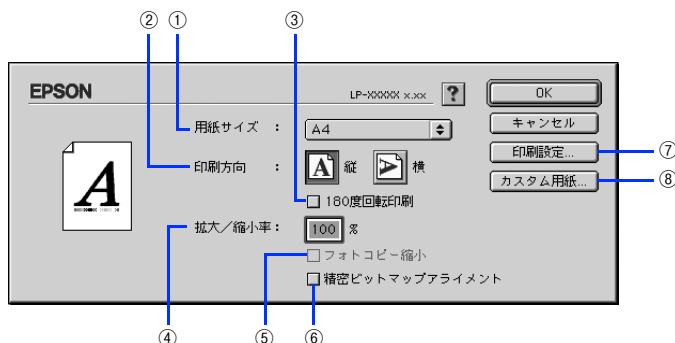 ② ① ③
EPSON LP-XXXXX x.xx ? OK
用紙サイズ : A4 キャンセル
印刷方向 : A 縦 A 横 印刷設定... ⑦
カスタム用紙... ⑧
A
180度回転印刷
拡大/縮小率: 100 %
フォトコピー縮小
精密ビットマップアライメント
④ ⑤ ⑥